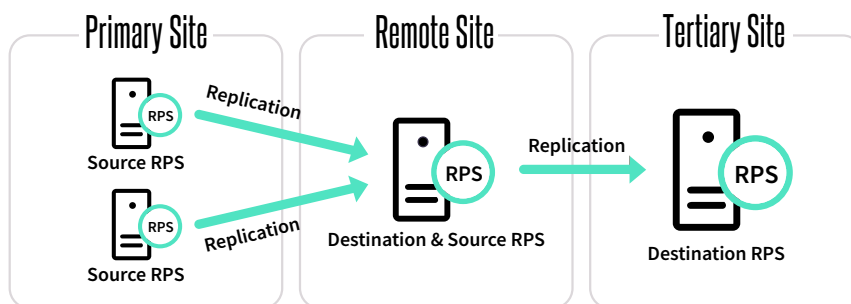 Primary Site
Remote Site
Tertiary Site
RPS
Source RPS
Replication
RPS
Source RPS
Replication
RPS
Destination & Source RPS
Replication
RPS
Destination RPS